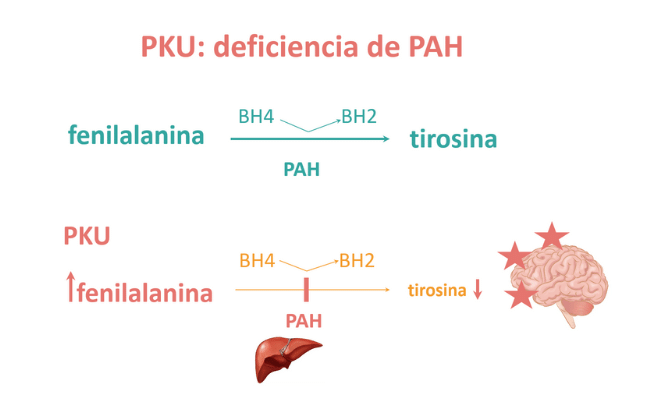 PKU: deficiencia de PAH
BH4 BH2
fenilalanina tirosina
PAH
PKU
BH4 BH2
fenilalanina tirosina
PAH